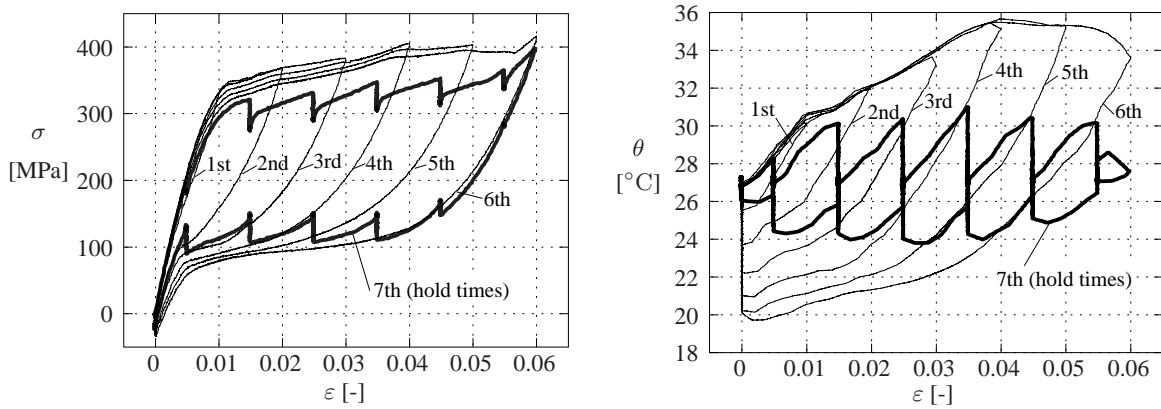 400
300
200
100
0
σ
[MPa]
1st
2nd
3rd
4th
5th
6th
7th (hold times)
0 0.01 0.02 0.03 0.04 0.05 0.06
ε [-]
36
34
32
30
28
26
24
22
20
18
θ
[°C]
1st
2nd
3rd
4th
5th
6th
7th (hold times)
0 0.01 0.02 0.03 0.04 0.05 0.06
ε [-]